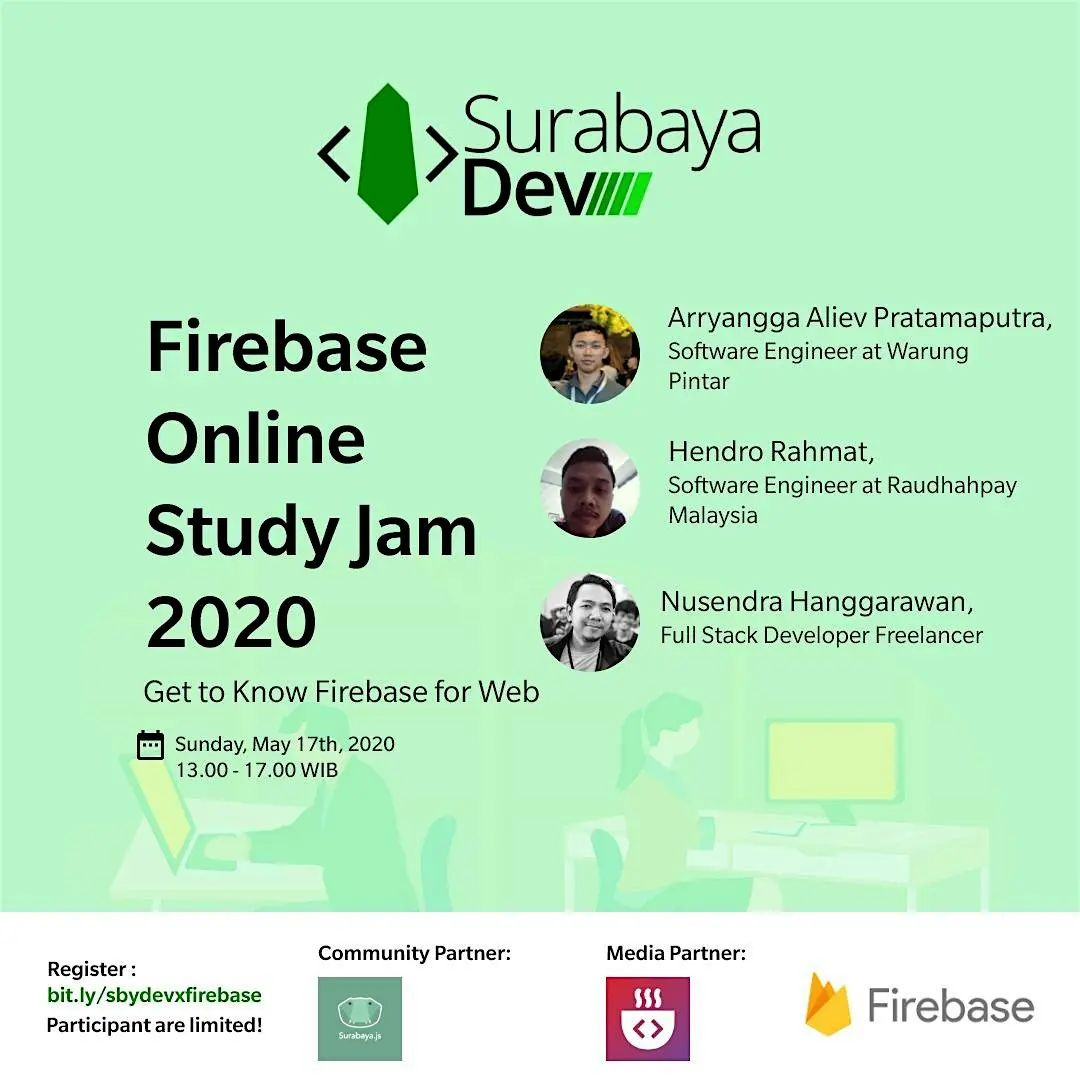 Surabaya
Dev
Firebase
Online
Study Jam
2020
Get to Know Firebase for Web
Sunday, May 17th, 2020
13.00 - 17.00 WIB
Arryangga Aliev Pratamaputra,
Software Engineer at Warung
Pintar
Hendro Rahmat,
Software Engineer at Raudhahpay
Malaysia
Nusendra Hanggarawan,
Full Stack Developer Freelancer
Register :
bit.ly/sbydevxfirebase
Participant are limited!
Community Partner:
Surabaya.js
Media Partner:
Firebase